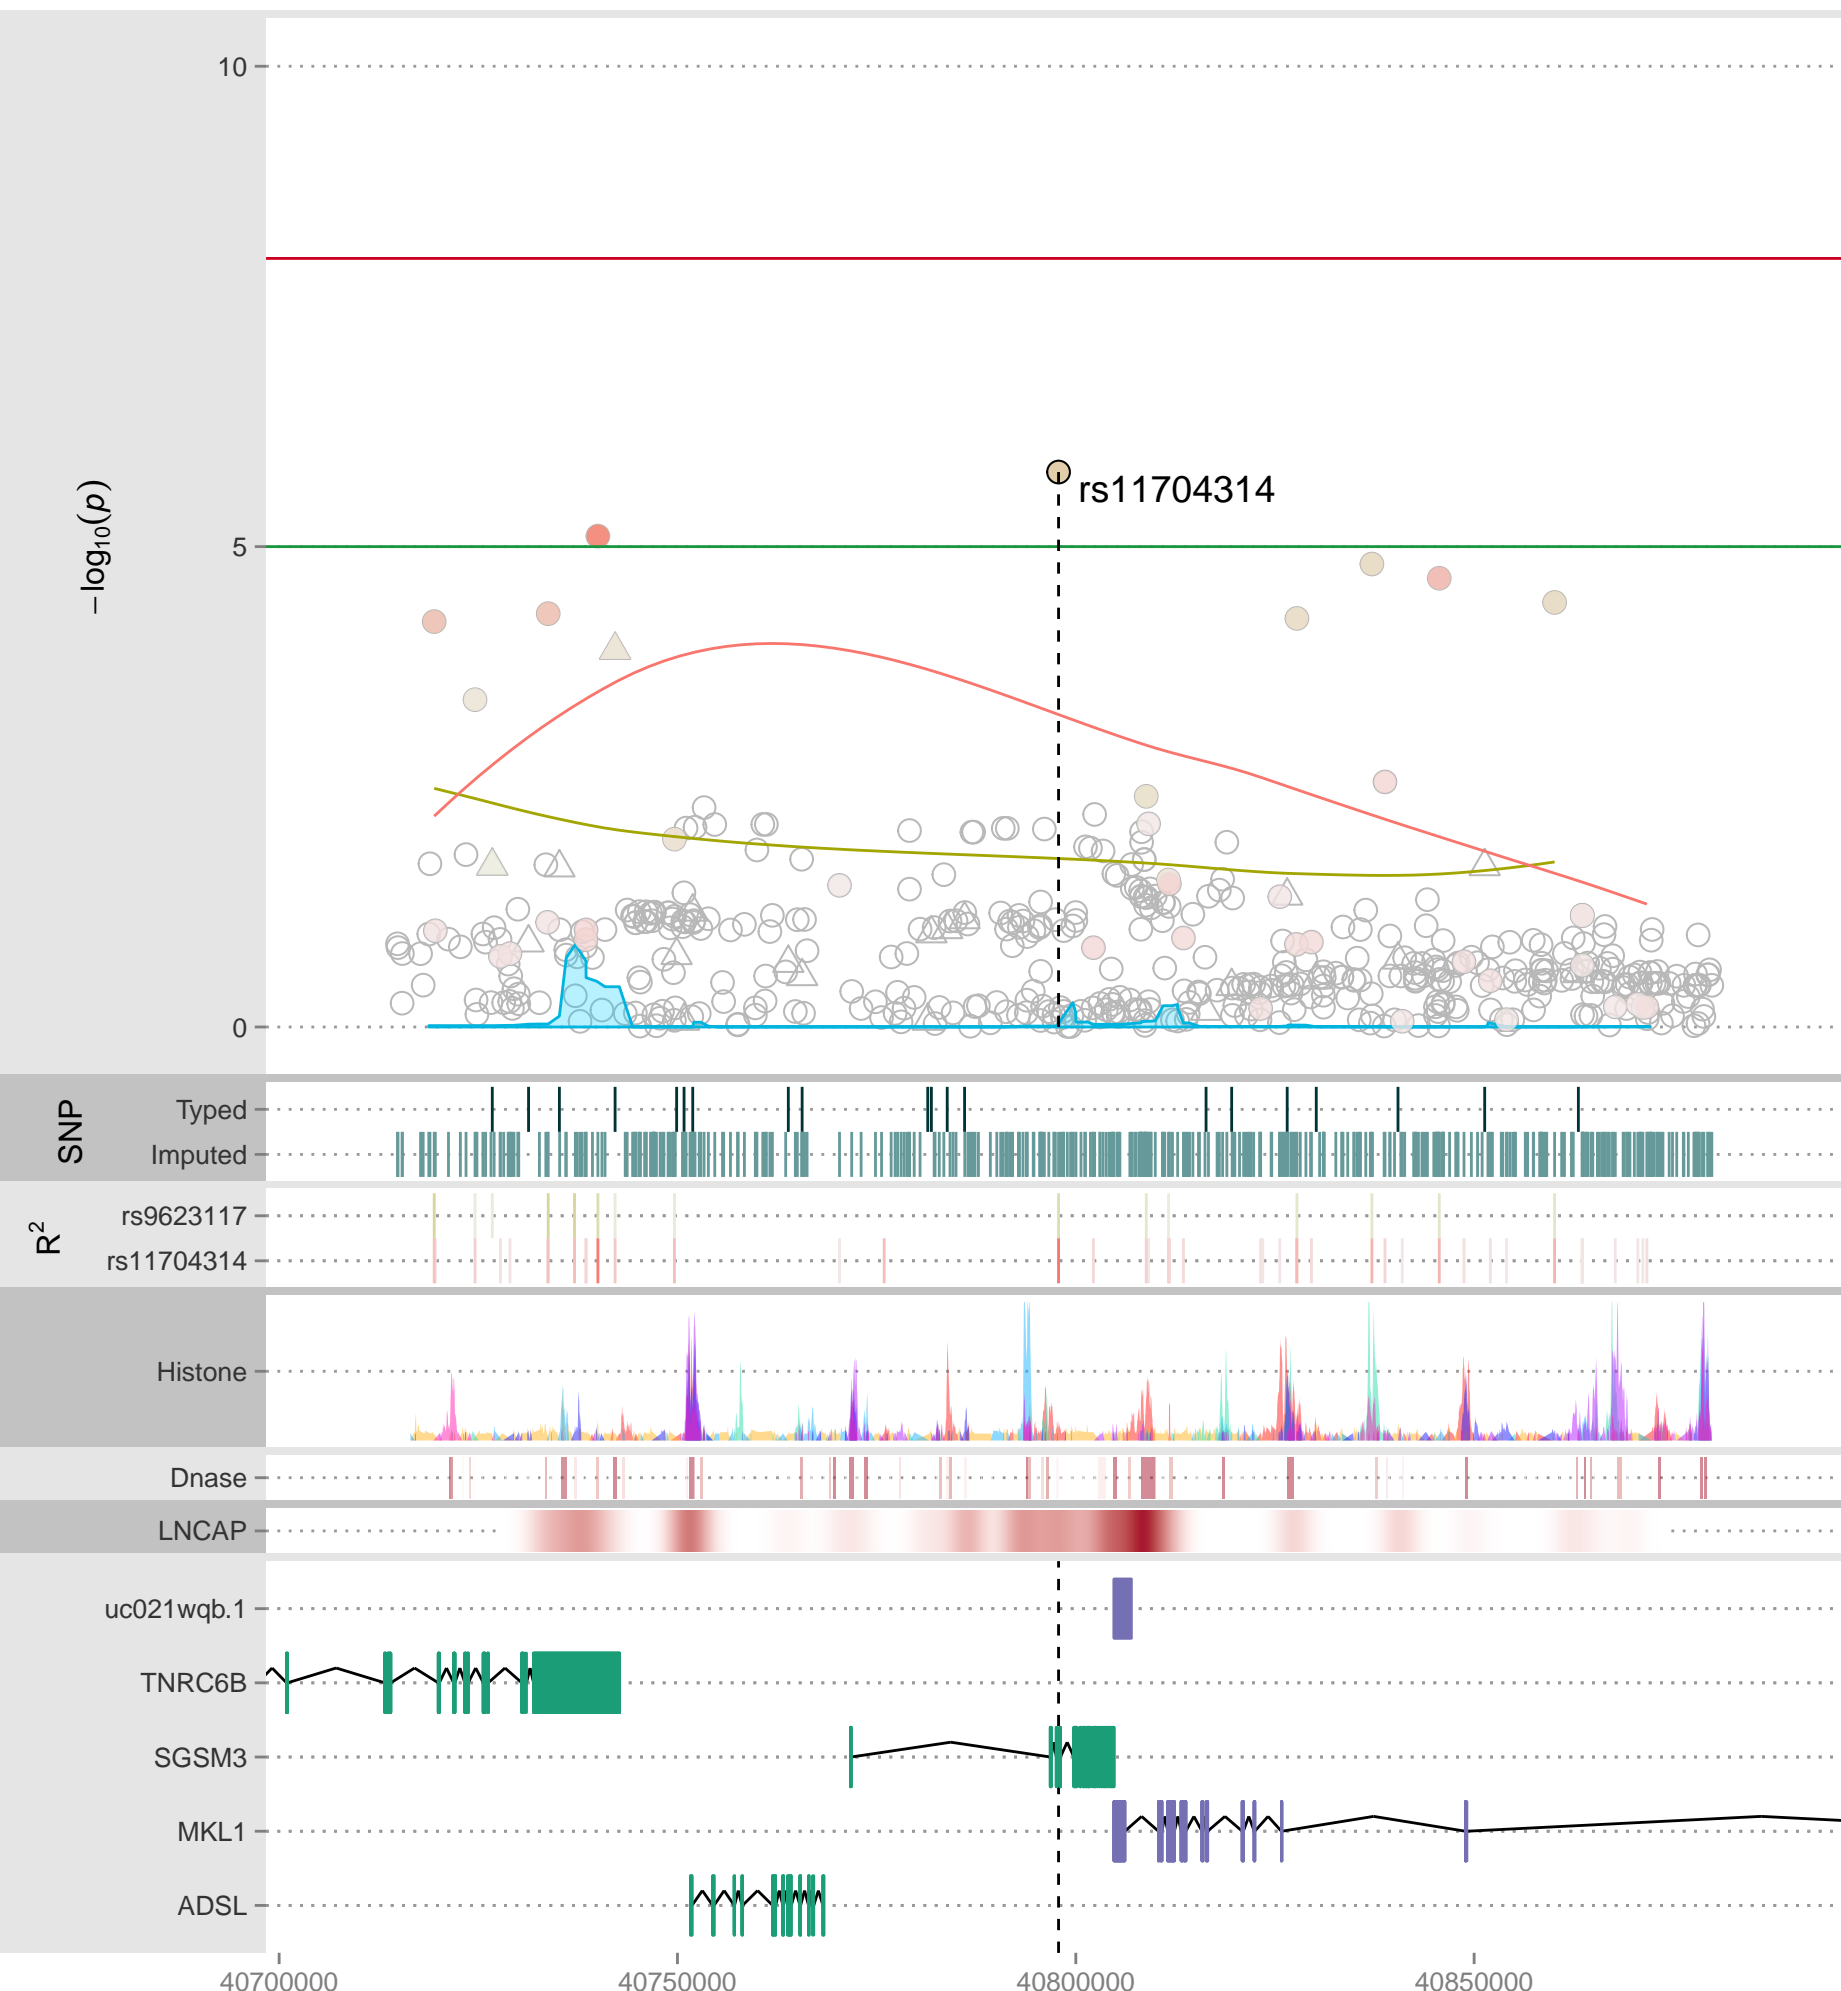 10
−log10(p)
rs11704314
5
0
SNP
Typed
Imputed
R2
rs9623117
rs11704314
Histone
Dnase
LNCAP
uc021wqb.1
TNRC6B
SGSM3
MKL1
ADSL
40700000 40750000 40800000 40850000